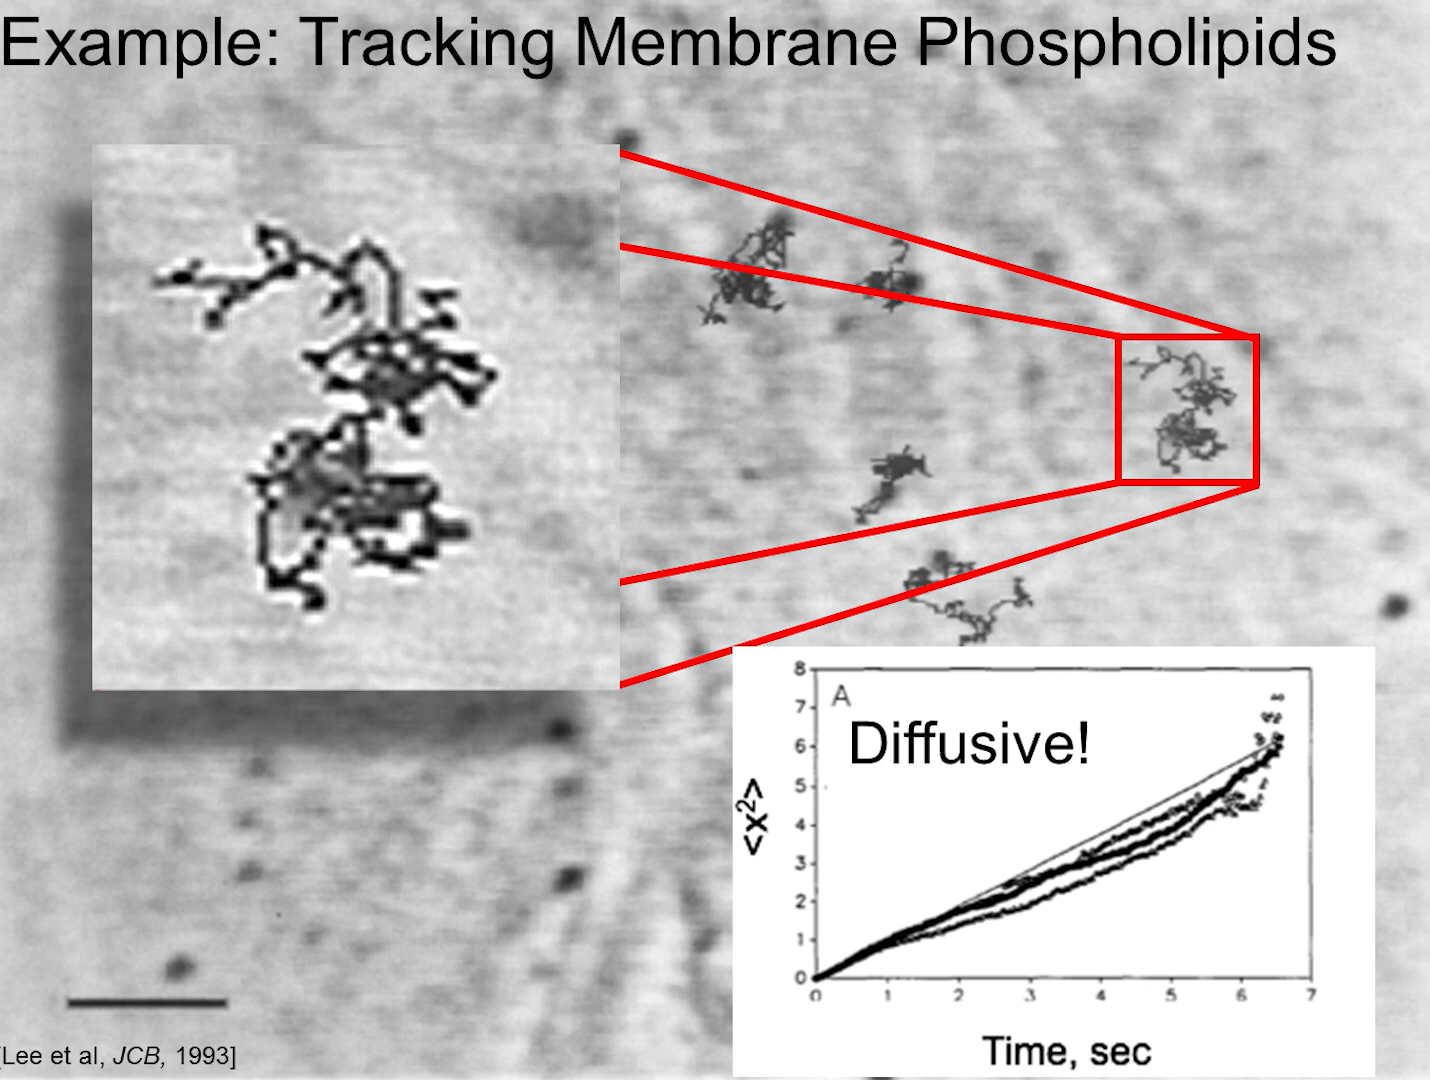 Example: Tracking Membrane Phospholipids
A
Diffusive!
8
7
6
5
4
3
2
1
0
<x²>
0 1 2 3 4 5 6 7
Time, sec
[Lee et al, JCB, 1993]